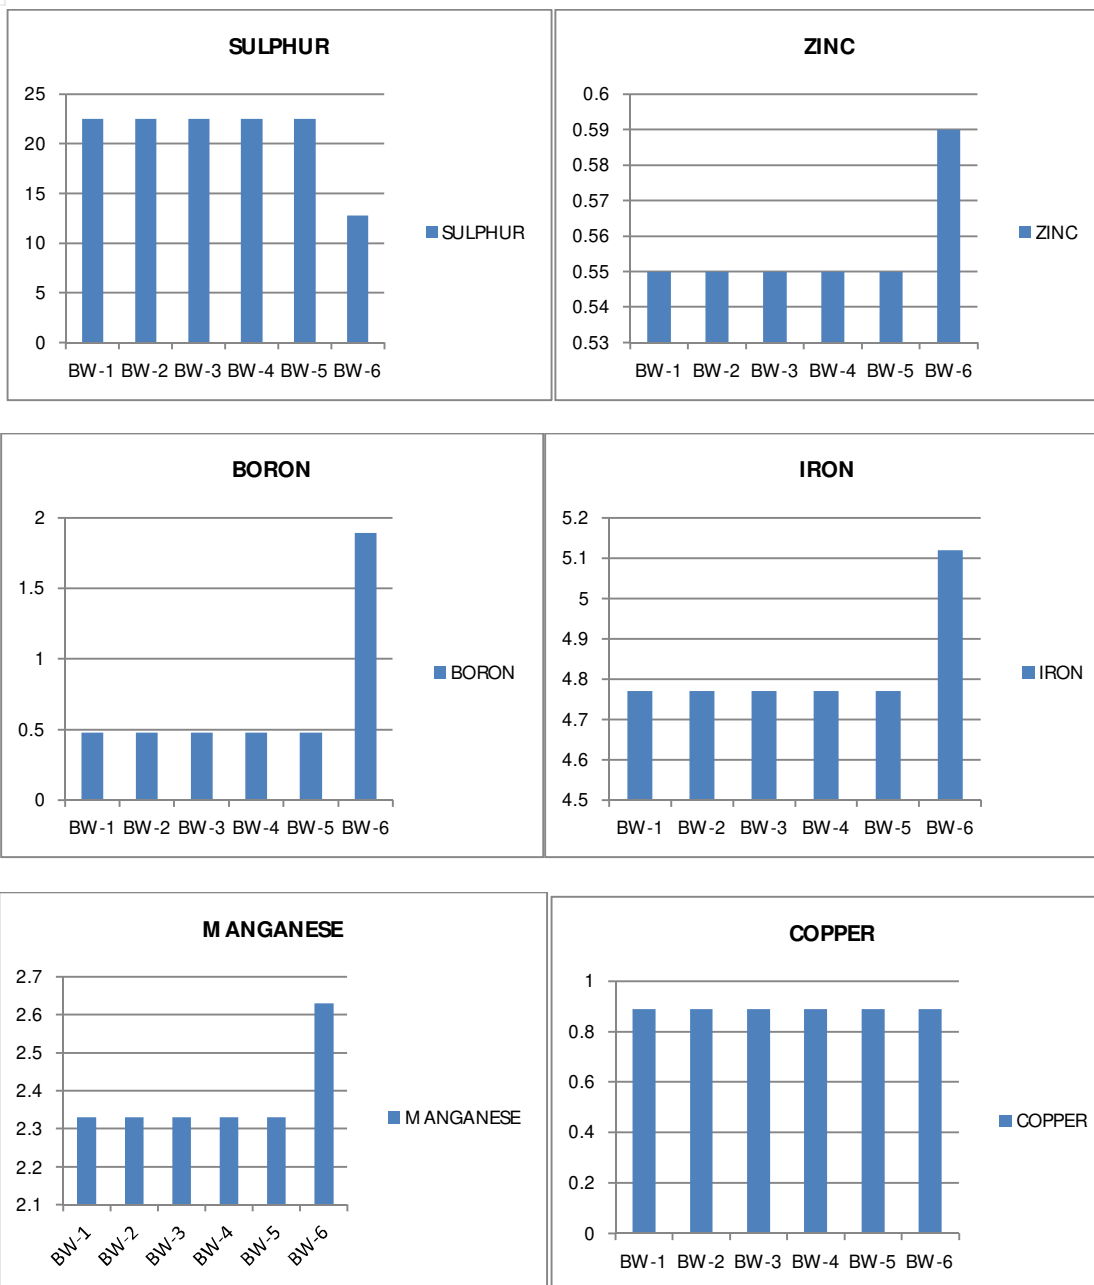 SULPHUR
25
20
15
10
5
0
BW-1 BW-2 BW-3 BW-4 BW-5 BW-6
SULPHUR
ZINC
0.6
0.59
0.58
0.57
0.56
0.55
0.54
0.53
BW-1 BW-2 BW-3 BW-4 BW-5 BW-6
ZINC
BORON
2
1.5
1
0.5
0
BW-1 BW-2 BW-3 BW-4 BW-5 BW-6
BORON
IRON
5.2
5.1
5
4.9
4.8
4.7
4.6
4.5
BW-1 BW-2 BW-3 BW-4 BW-5 BW-6
IRON
MANGANESE
2.7
2.6
2.5
2.4
2.3
2.2
2.1
BW-1 BW-2 BW-3 BW-4 BW-5 BW-6
MANGANESE
COPPER
1
0.8
0.6
0.4
0.2
0
BW-1 BW-2 BW-3 BW-4 BW-5 BW-6
COPPER